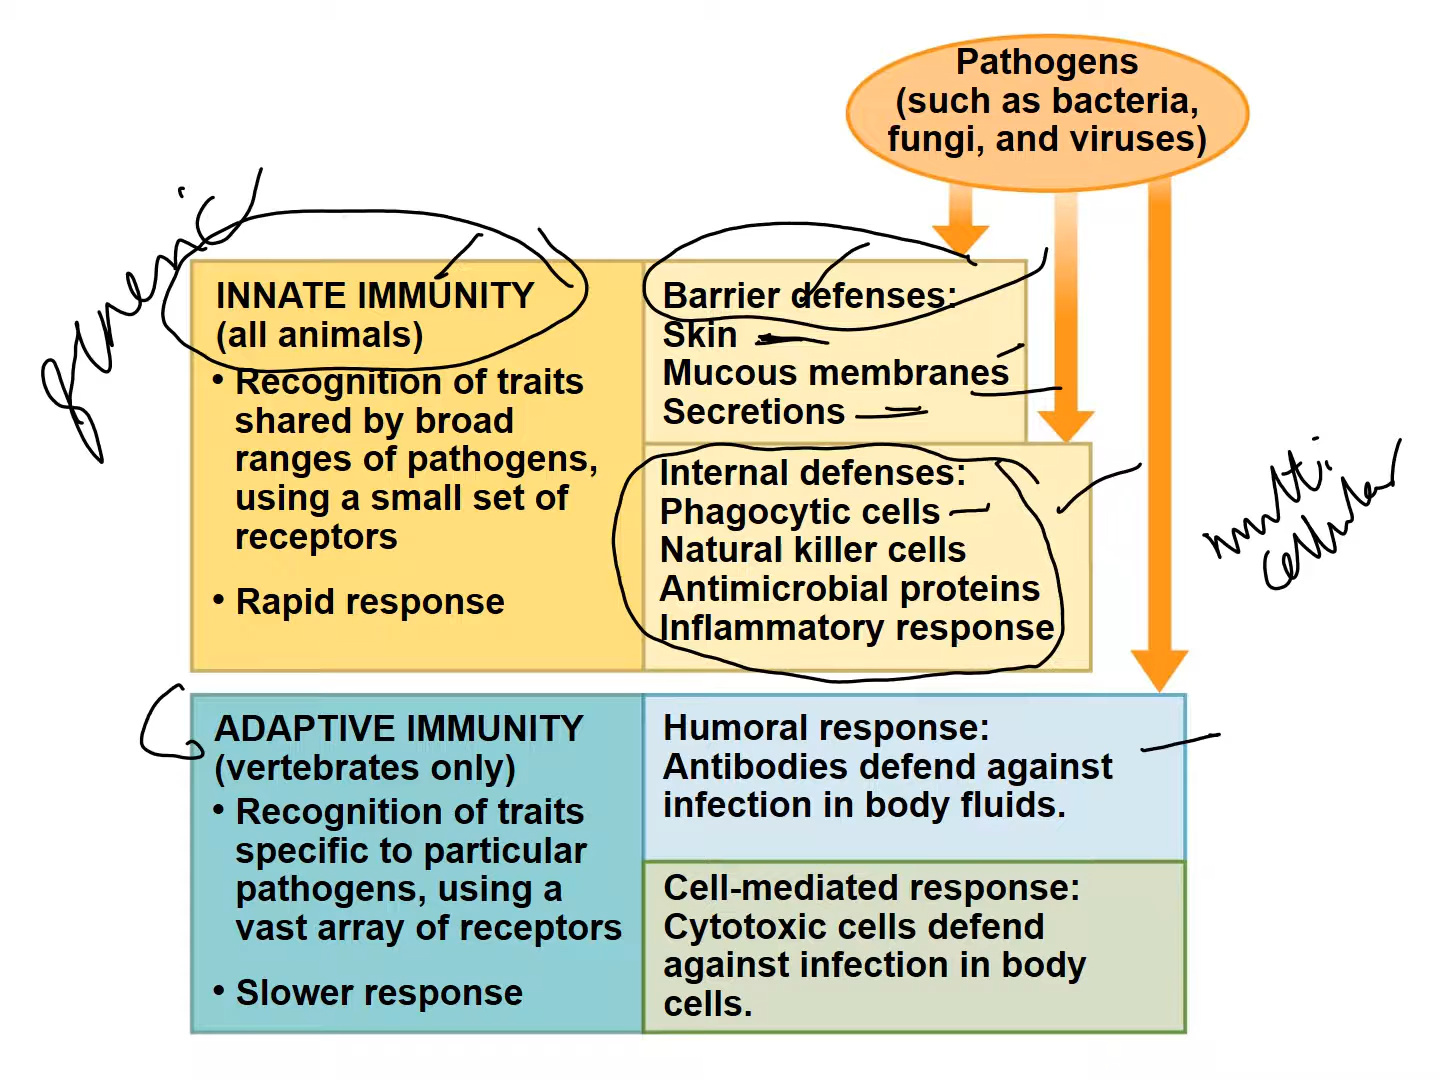 Pathogens
(such as bacteria,
fungi, and viruses)
generic
INNATE IMMUNITY
(all animals)
• Recognition of traits
shared by broad
ranges of pathogens,
using a small set of
receptors
• Rapid response
Barrier defenses:
Skin
Mucous membranes
Secretions
Internal defenses:
Phagocytic cells
Natural killer cells
Antimicrobial proteins
Inflammatory response
multi
cellular
ADAPTIVE IMMUNITY
(vertebrates only)
• Recognition of traits
specific to particular
pathogens, using a
vast array of receptors
• Slower response
Humoral response:
Antibodies defend against
infection in body fluids.
Cell-mediated response:
Cytotoxic cells defend
against infection in body
cells.